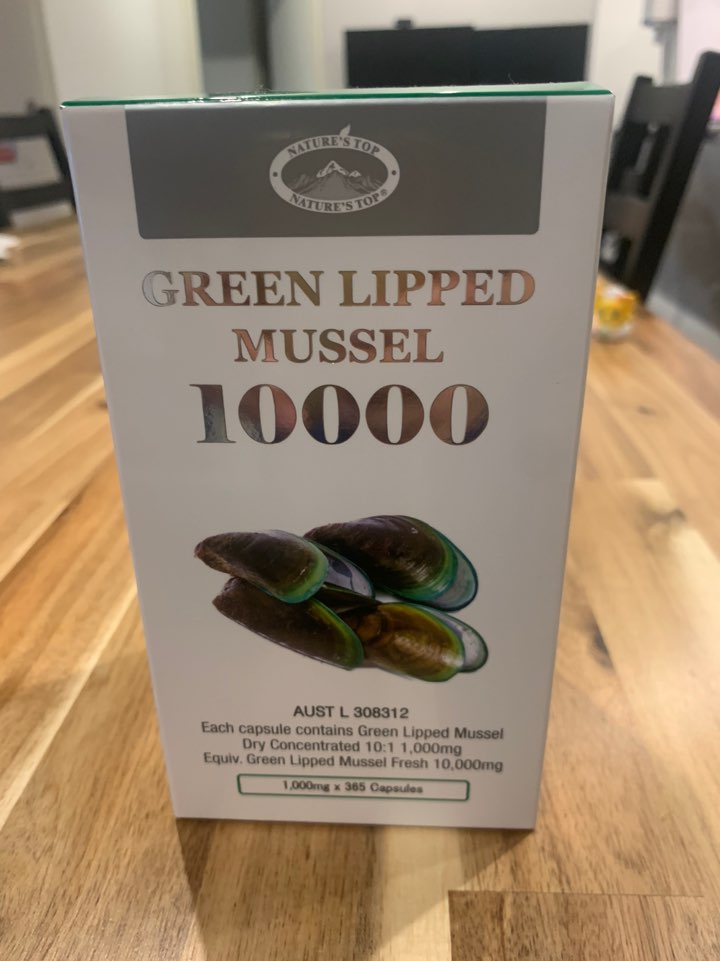 NATURE'S TOP
NATURE'S TOP®
GREEN LIPPED
MUSSEL
10000
AUST L 308312
Each capsule contains Green Lipped Mussel
Dry Concentrated 10:1 1,000mg
Equiv. Green Lipped Mussel Fresh 10,000mg
1,000mg x 365 Capsules